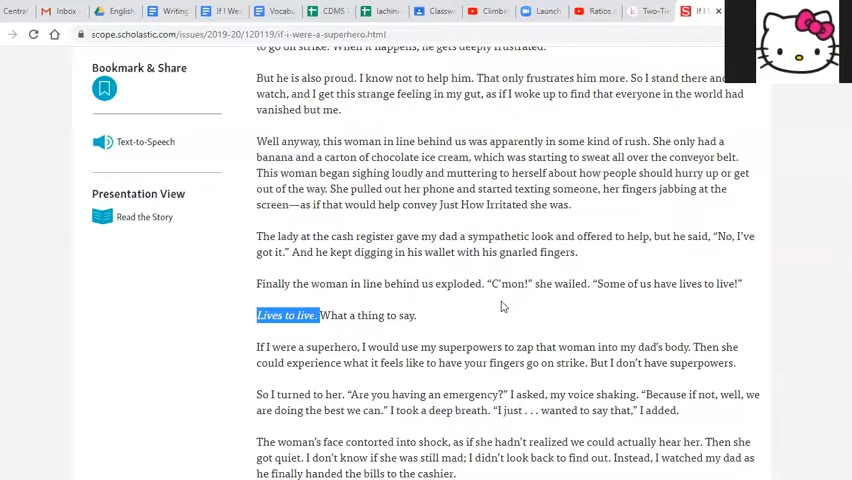 Central
Inbox -
English
Writing
If I We
Vocabu
CDMS
Iachini
Classw
Climbin
Launch
Ratios
Two-Tie
If I V
scope.scholastic.com/issues/2019-20/120119/if-i-were-a-superhero.html
to go on strike. When it happens, he gets deeply frustrated.
Bookmark & Share
Text-to-Speech
Presentation View
Read the Story
But he is also proud. I know not to help him. That only frustrates him more. So I stand there and
watch, and I get this strange feeling in my gut, as if I woke up to find that everyone in the world had
vanished but me.
Well anyway, this woman in line behind us was apparently in some kind of rush. She only had a
banana and a carton of chocolate ice cream, which was starting to sweat all over the conveyor belt.
This woman began sighing loudly and muttering to herself about how people should hurry up or get
out of the way. She pulled out her phone and started texting someone, her fingers jabbing at the
screen—as if that would help convey Just How Irritated she was.
The lady at the cash register gave my dad a sympathetic look and offered to help, but he said, “No, I’ve
got it.” And he kept digging in his wallet with his gnarled fingers.
Finally the woman in line behind us exploded. “C’mon!” she wailed. “Some of us have lives to live!”
Lives to live. What a thing to say.
If I were a superhero, I would use my superpowers to zap that woman into my dad’s body. Then she
could experience what it feels like to have your fingers go on strike. But I don’t have superpowers.
So I turned to her. “Are you having an emergency?” I asked, my voice shaking. “Because if not, well, we
are doing the best we can.” I took a deep breath. “I just . . . wanted to say that,” I added.
The woman’s face contorted into shock, as if she hadn’t realized we could actually hear her. Then she
got quiet. I don’t know if she was still mad; I didn’t look back to find out. Instead, I watched my dad as
he finally handed the bills to the cashier.